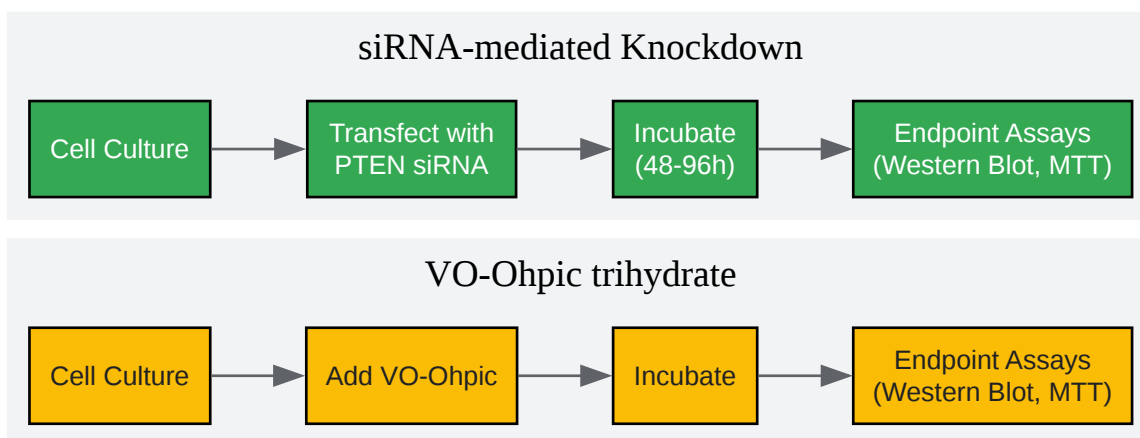 siRNA-mediated Knockdown
Cell Culture
Transfect with
PTEN siRNA
Incubate
(48-96h)
Endpoint Assays
(Western Blot, MTT)
VO-Ohpic trihydrate
Cell Culture
Add VO-Ohpic
Incubate
Endpoint Assays
(Western Blot, MTT)